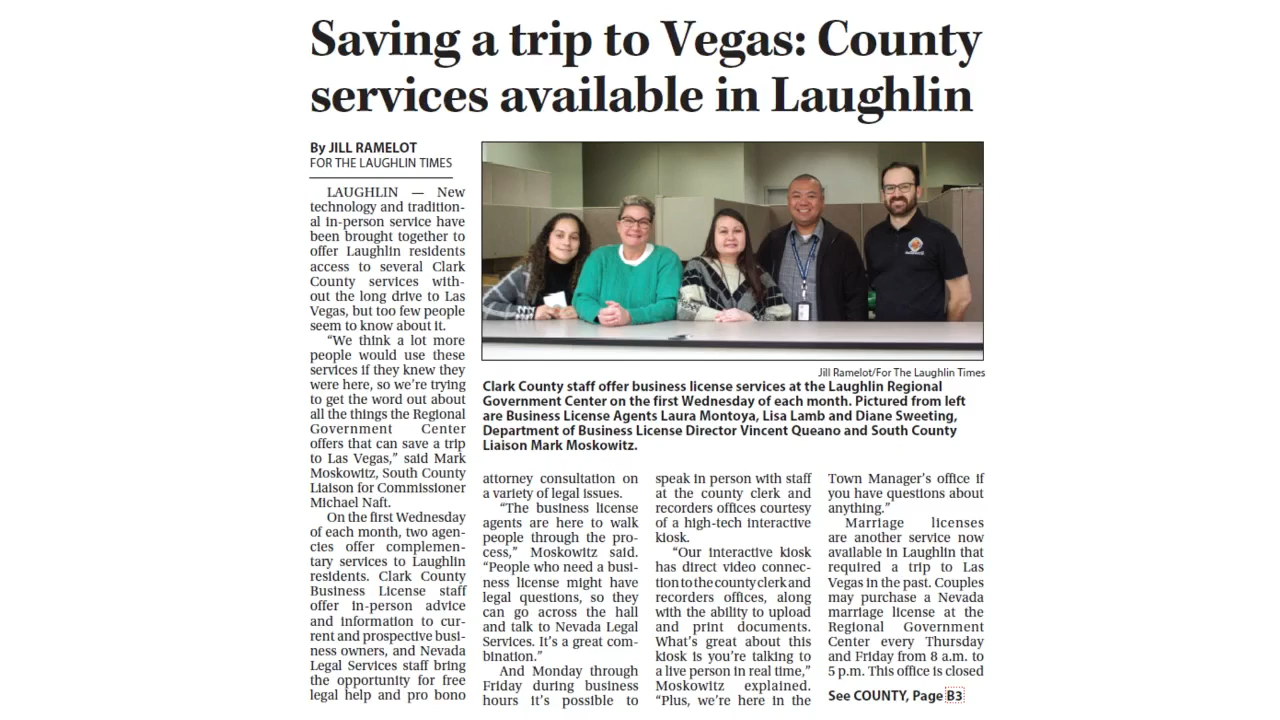 Saving a trip to Vegas: County
services available in Laughlin
By JILL RAMELOT
FOR THE LAUGHLIN TIMES
LAUGHLIN — New
technology and tradition-
al in-person service have
been brought together to
offer Laughlin residents
access to several Clark
County services with-
out the long drive to Las
Vegas, but too few people
seem to know about it.
“We think a lot more
people would use these
services if they knew they
were here, so we’re trying
to get the word out about
all the things the Regional
Government Center
offers that can save a trip
to Las Vegas,” said Mark
Moskowitz, South County
Liaison for Commissioner
Michael Naft.
On the first Wednesday
of each month, two agen-
cies offer complemen-
tary services to Laughlin
residents. Clark County
Business License staff
offer in-person advice
and information to cur-
rent and prospective busi-
ness owners, and Nevada
Legal Services staff bring
the opportunity for free
legal help and pro bono
Jill Ramelot/For The Laughlin Times
Clark County staff offer business license services at the Laughlin Regional
Government Center on the first Wednesday of each month. Pictured from left
are Business License Agents Laura Montoya, Lisa Lamb and Diane Sweeting,
Department of Business License Director Vincent Queano and South County
Liaison Mark Moskowitz.
attorney consultation on
a variety of legal issues.
“The business license
agents are here to walk
people through the pro-
cess,” Moskowitz said.
“People who need a busi-
ness license might have
legal questions, so they
can go across the hall
and talk to Nevada Legal
Services. It’s a great com-
bination.”
And Monday through
Friday during business
hours it’s possible to
speak in person with staff
at the county clerk and
recorders offices courtesy
of a high-tech interactive
kiosk.
“Our interactive kiosk
has direct video connec-
tion to the county clerk and
recorders offices, along
with the ability to upload
and print documents.
What’s great about this
kiosk is you’re talking to
a live person in real time,”
Moskowitz explained.
“Plus, we’re here in the
Town Manager’s office if
you have questions about
anything.”
Marriage licenses
are another service now
available in Laughlin that
required a trip to Las
Vegas in the past. Couples
may purchase a Nevada
marriage license at the
Regional Government
Center every Thursday
and Friday from 8 a.m. to
5 p.m. This office is closed
See COUNTY, Page B3